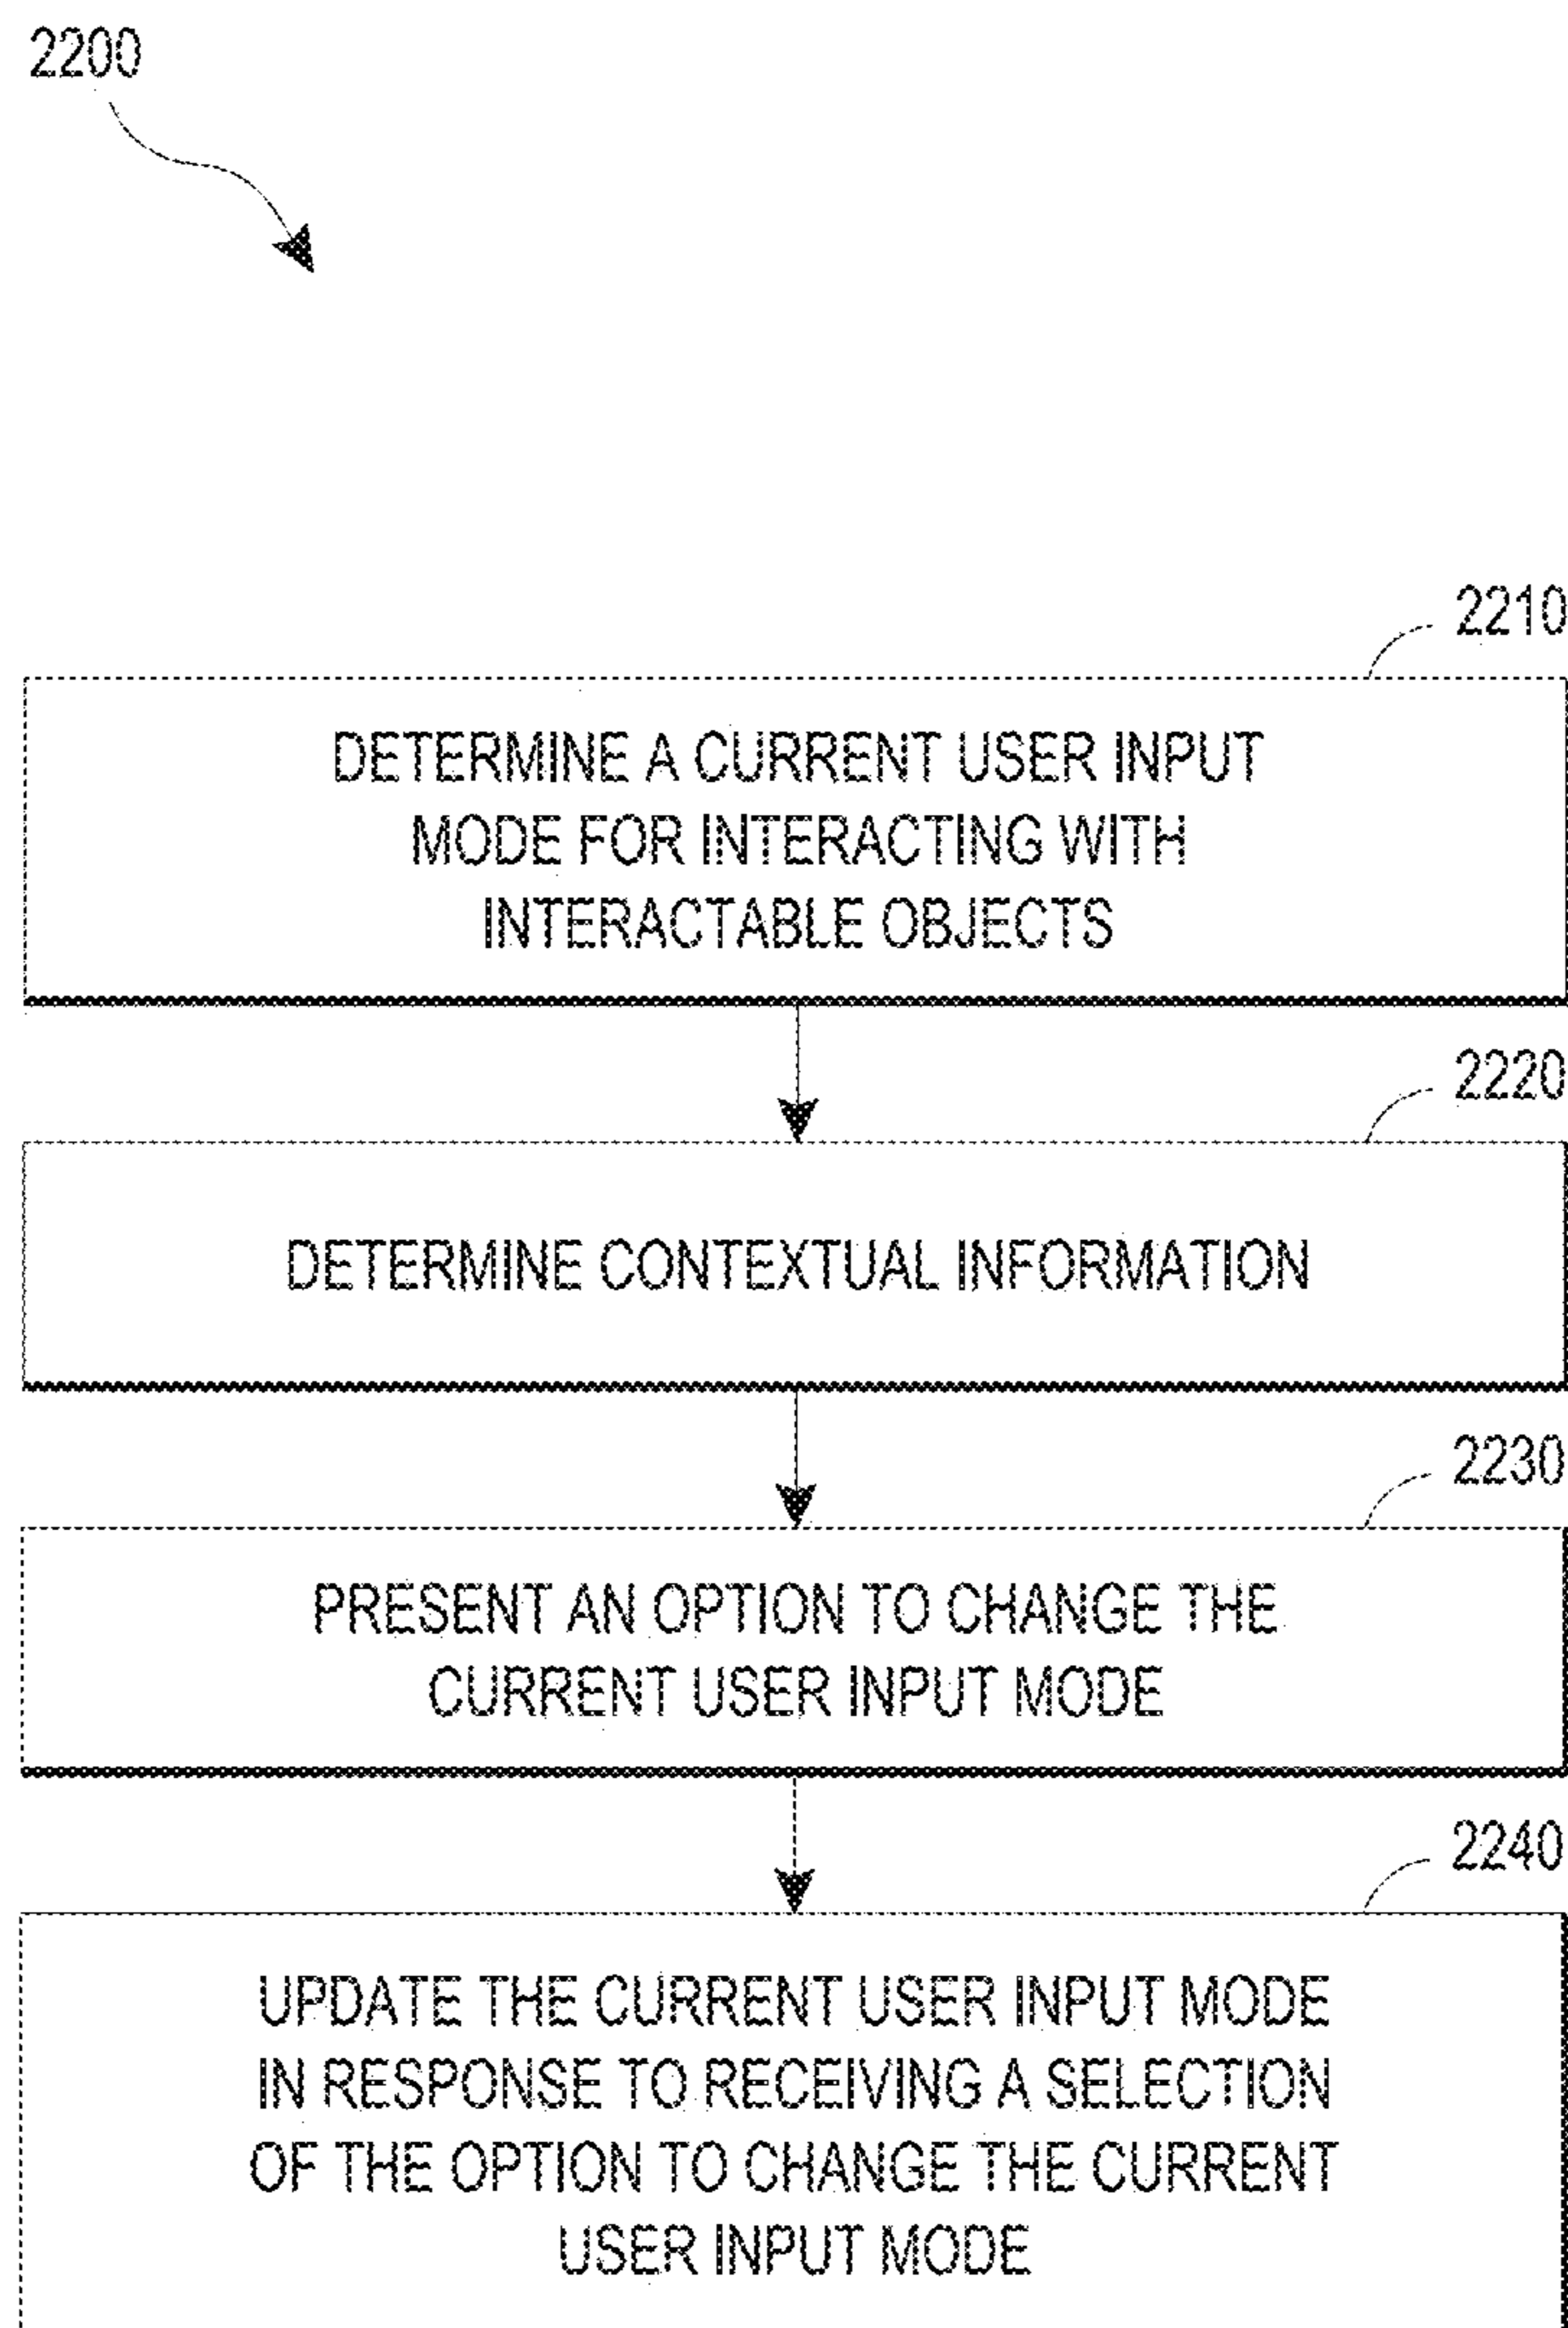 2200
2210
DETERMINE A CURRENT USER INPUT
MODE FOR INTERACTING WITH
INTERACTABLE OBJECTS
2220
DETERMINE CONTEXTUAL INFORMATION
2230
PRESENT AN OPTION TO CHANGE THE
CURRENT USER INPUT MODE
2240
UPDATE THE CURRENT USER INPUT MODE
IN RESPONSE TO RECEIVING A SELECTION
OF THE OPTION TO CHANGE THE CURRENT
USER INPUT MODE